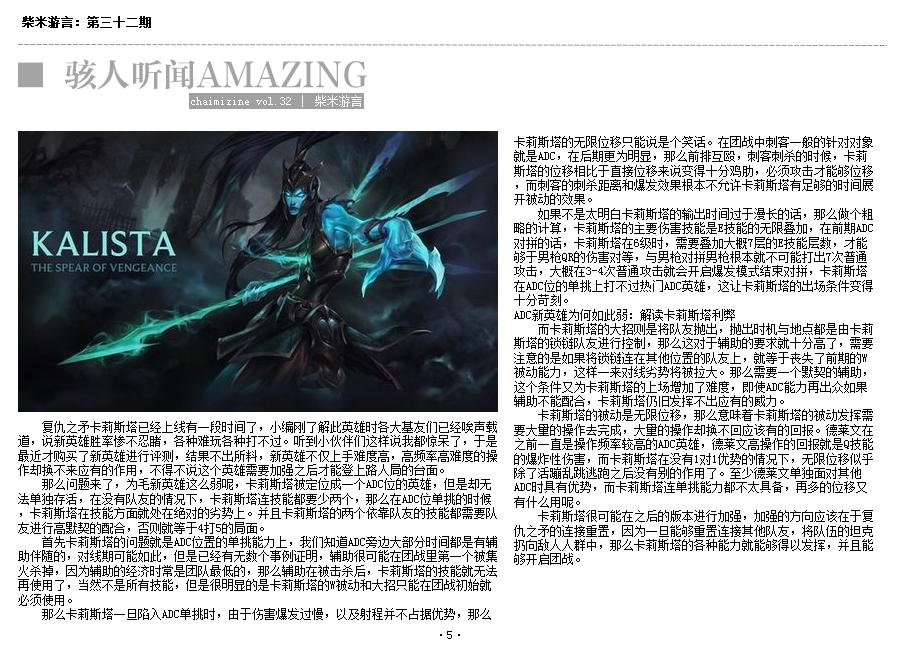 柴米游言：第三十二期
骇人听闻AMAZING
chaimizine vol.32 | 柴米游言
KALISTA
THE SPEAR OF VENGEANCE
复仇之矛卡莉斯塔已经上线有一段时间了，小编刚了解此英雄时各大基友们已经唉声载
道，说新英雄胜率惨不忍睹，各种难玩各种打不过。听到小伙伴们这样说我都惊呆了，于是
最近才购买了新英雄进行评测，结果不出所料，新英雄不仅上手难度高，高频率高难度的操
作却换不来应有的作用，不得不说这个英雄需要加强之后才能登上路人局的台面。
那么问题来了，为毛新英雄这么弱呢，卡莉斯塔被定位成一个ADC位的英雄，但是却无
法单独存活，在没有队友的情况下，卡莉斯塔连技能都要少两个，那么在ADC位单挑的时候
，卡莉斯塔在技能方面就处在绝对的劣势上。并且卡莉斯塔的两个依靠队友的技能都需要队
友进行高默契的配合，否则就等于4打5的局面。
首先卡莉斯塔的问题就是ADC位置的单挑能力上，我们知道ADC旁边大部分时间都是有辅
助伴随的，对线期可能如此，但是已经有无数个事例证明，辅助很可能在团战里第一个被集
火杀掉，因为辅助的经济时常是团队最低的，那么辅助在被击杀后，卡莉斯塔的技能就无法
再使用了，当然不是所有技能，但是很明显的是卡莉斯塔的W被动和大招只能在团战初始就
必须使用。
那么卡莉斯塔一旦陷入ADC单挑时，由于伤害爆发过慢，以及射程并不占据优势，那么
卡莉斯塔的无限位移只能说是个笑话。在团战中刺客一般的针对对象
就是ADC，在后期更为明显，那么前排互殴，刺客刺杀的时候，卡莉
斯塔的位移相比于直接位移来说变得十分鸡肋，必须攻击才能够位移
，而刺客的刺杀距离和爆发效果根本不允许卡莉斯塔有足够的时间展
开被动的效果。
如果不是太明白卡莉斯塔的输出时间过于漫长的话，那么做个粗
略的计算，卡莉斯塔的主要伤害技能是E技能的无限叠加，在前期ADC
对拼的话，卡莉斯塔在6级时，需要叠加大概7层的E技能层数，才能
够于男枪QR的伤害对等，与男枪对拼男枪根本就不可能打出7次普通
攻击，大概在3-4次普通攻击就会开启爆发模式结束对拼，卡莉斯塔
在ADC位的单挑上打不过热门ADC英雄，这让卡莉斯塔的出场条件变得
十分苛刻。
ADC新英雄为何如此弱：解读卡莉斯塔利弊
而卡莉斯塔的大招则是将队友抛出，抛出时机与地点都是由卡莉
斯塔的锁链队友进行控制，那么这对于辅助的要求就十分高了，需要
注意的是如果将锁链连在其他位置的队友上，就等于丧失了前期的W
被动能力，这样一来对线劣势将被拉大。那么需要一个默契的辅助，
这个条件又为卡莉斯塔的上场增加了难度，即使ADC能力再出众如果
辅助不能配合，卡莉斯塔仍旧发挥不出应有的威力。
卡莉斯塔的被动是无限位移，那么意味着卡莉斯塔的被动发挥需
要大量的操作去完成，大量的操作却换不回应该有的回报。德莱文在
之前一直是操作频率较高的ADC英雄，德莱文高操作的回报就是Q技能
的爆炸性伤害，而卡莉斯塔在没有1对1优势的情况下，无限位移似乎
除了活蹦乱跳逃跑之后没有别的作用了。至少德莱文单独面对其他
ADC时具有优势，而卡莉斯塔连单挑能力都不太具备，再多的位移又
有什么用呢。
卡莉斯塔很可能在之后的版本进行加强，加强的方向应该在于复
仇之矛的连接重置，因为一旦能够重置连接其他队友，将队伍的坦克
扔向敌人人群中，那么卡莉斯塔的各种能力就能够得以发挥，并且能
够开启团战。
·5·